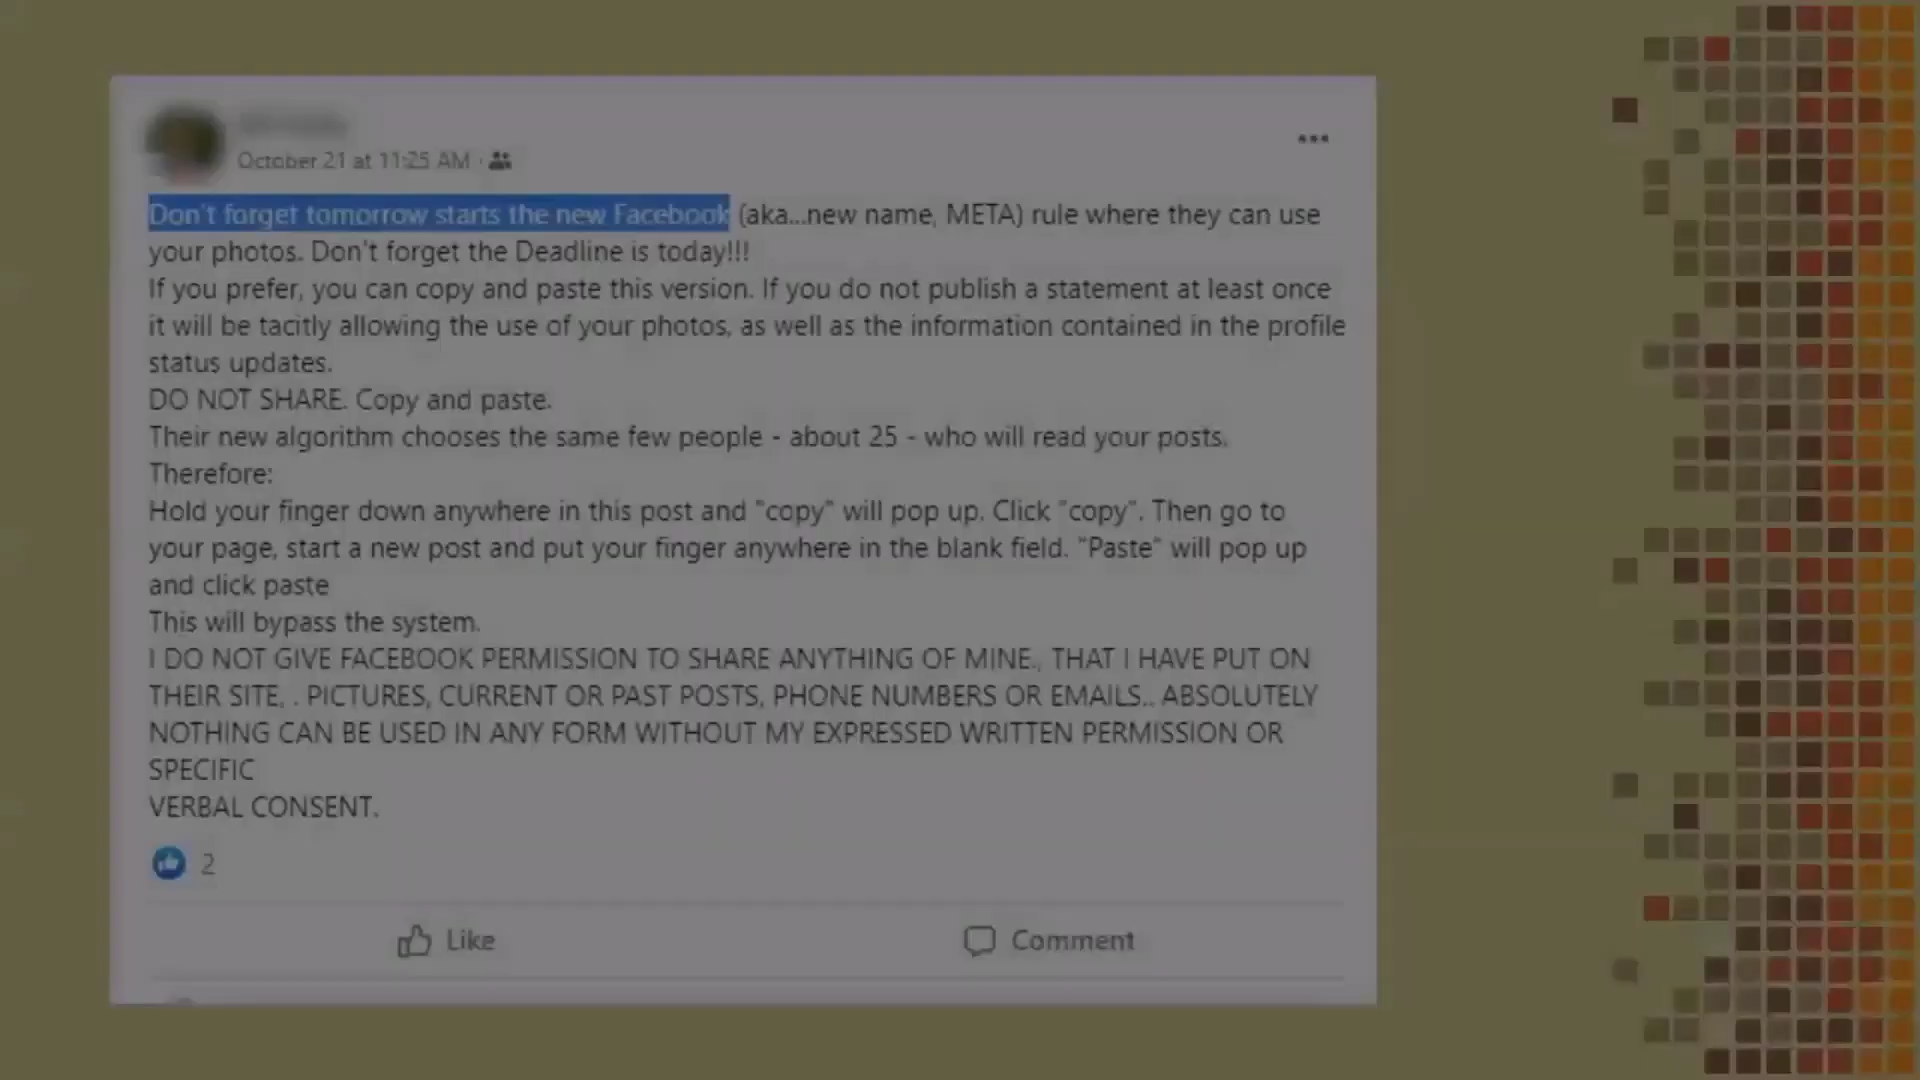 October 21 at 11:25 AM ·
Don't forget tomorrow starts the new Facebook (aka...new name, META) rule where they can use
your photos. Don't forget the Deadline is today!!!
If you prefer, you can copy and paste this version. If you do not publish a statement at least once
it will be tacitly allowing the use of your photos, as well as the information contained in the profile
status updates.
DO NOT SHARE. Copy and paste.
Their new algorithm chooses the same few people - about 25 - who will read your posts.
Therefore:
Hold your finger down anywhere in this post and "copy" will pop up. Click "copy". Then go to
your page, start a new post and put your finger anywhere in the blank field. "Paste" will pop up
and click paste
This will bypass the system.
I DO NOT GIVE FACEBOOK PERMISSION TO SHARE ANYTHING OF MINE., THAT I HAVE PUT ON
THEIR SITE, . PICTURES, CURRENT OR PAST POSTS, PHONE NUMBERS OR EMAILS.. ABSOLUTELY
NOTHING CAN BE USED IN ANY FORM WITHOUT MY EXPRESSED WRITTEN PERMISSION OR
SPECIFIC
VERBAL CONSENT.
2
Like Comment